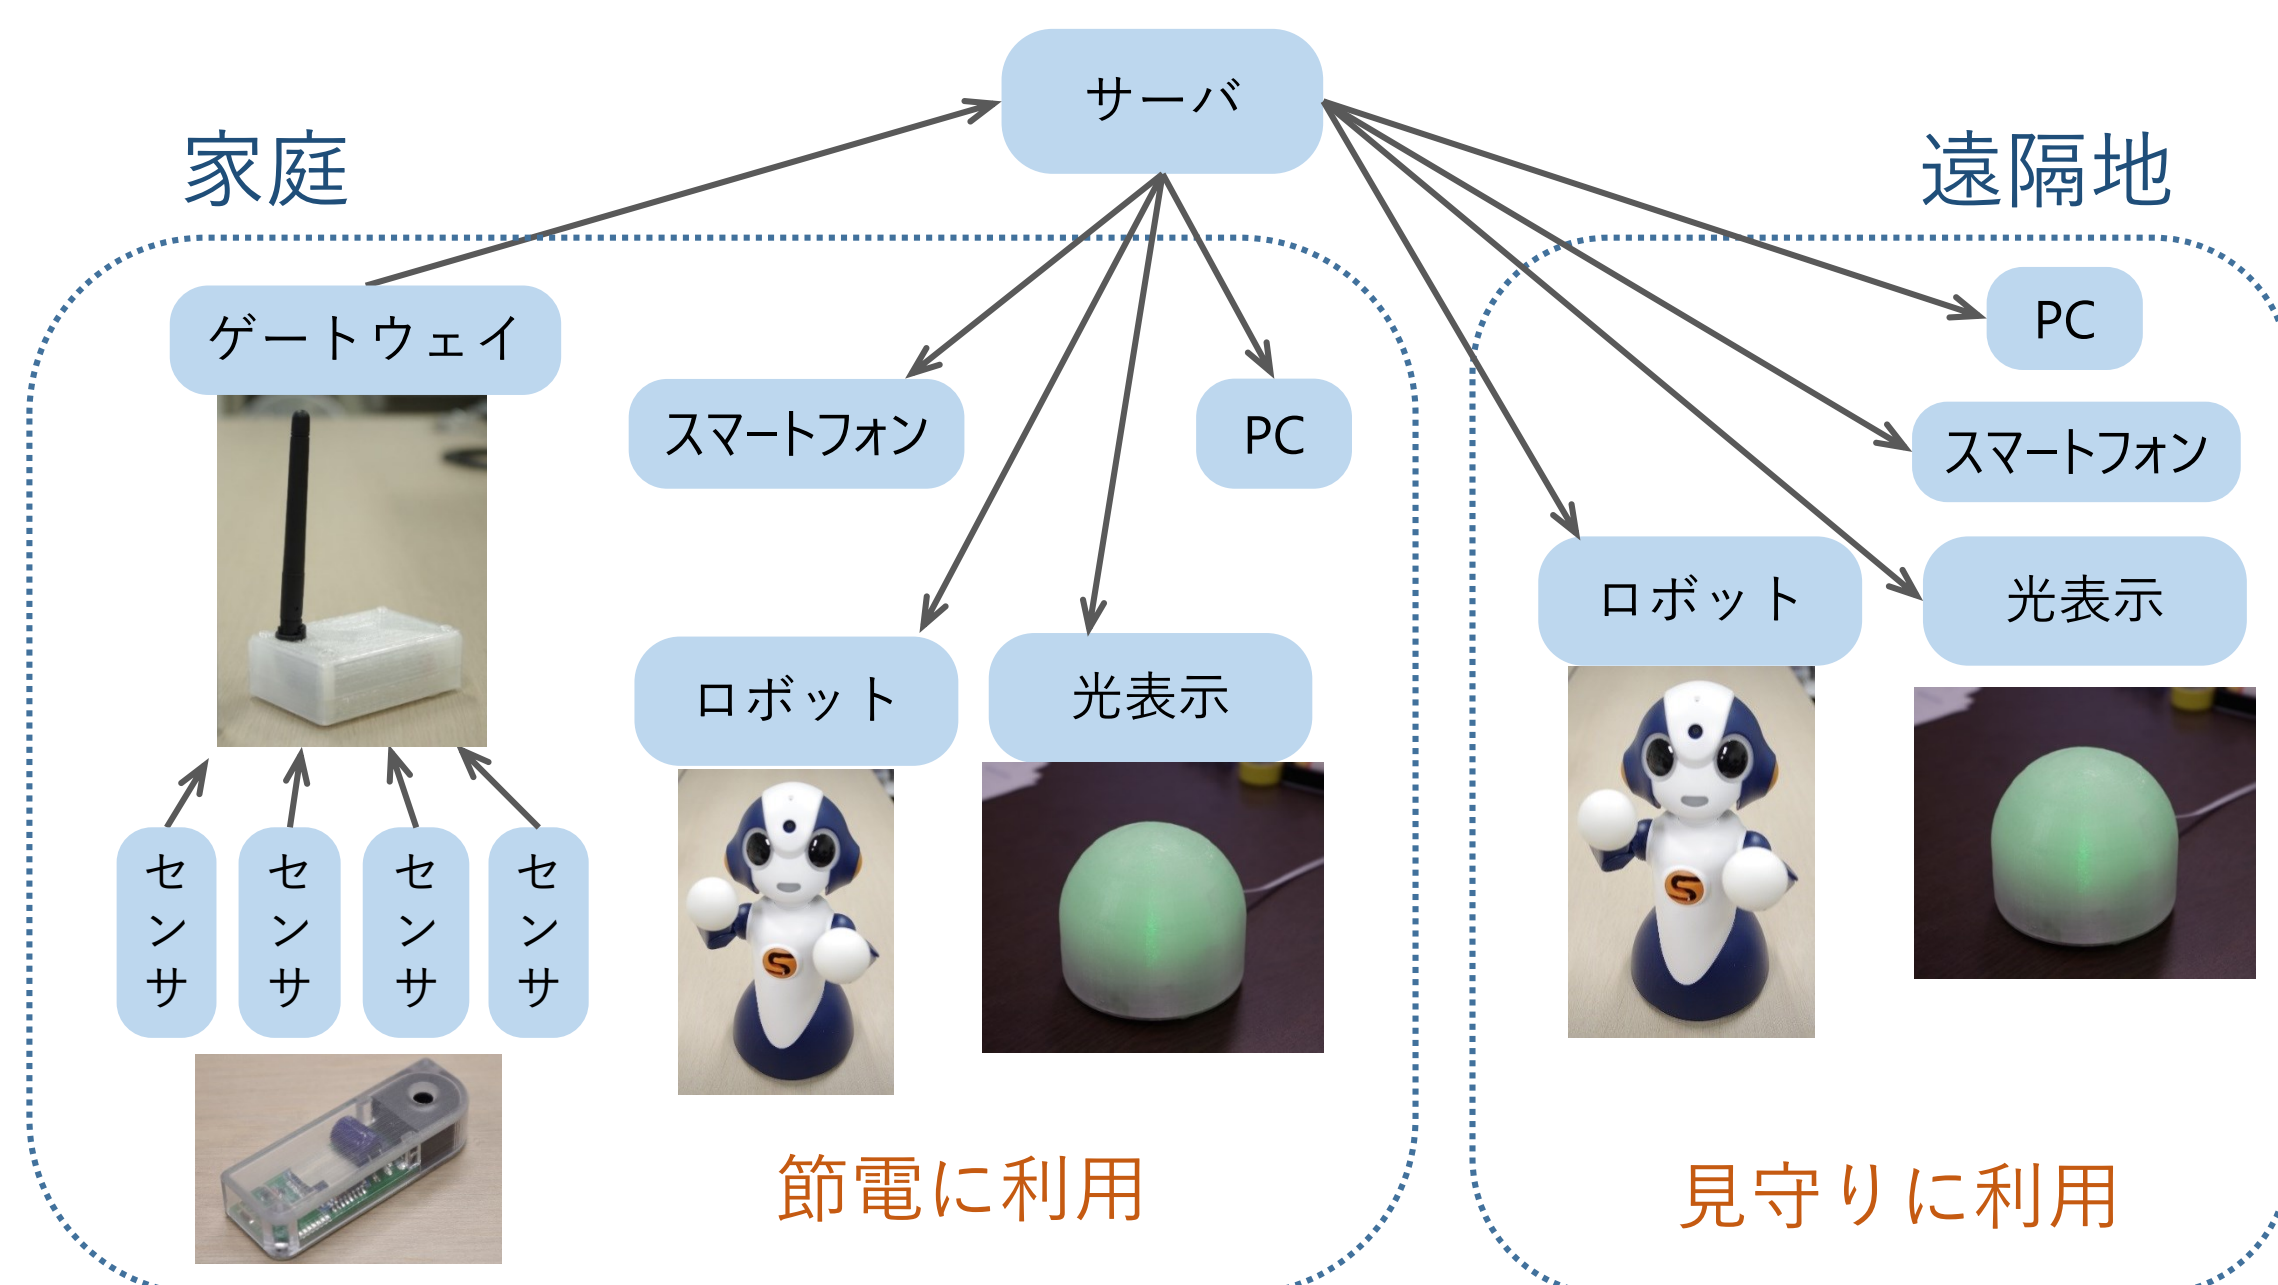 サーバ
家庭
遠隔地
ゲートウェイ
スマートフォン
PC
PC
スマートフォン
ロボット
光表示
ロボット
光表示
センサ
センサ
センサ
センサ
節電に利用
見守りに利用